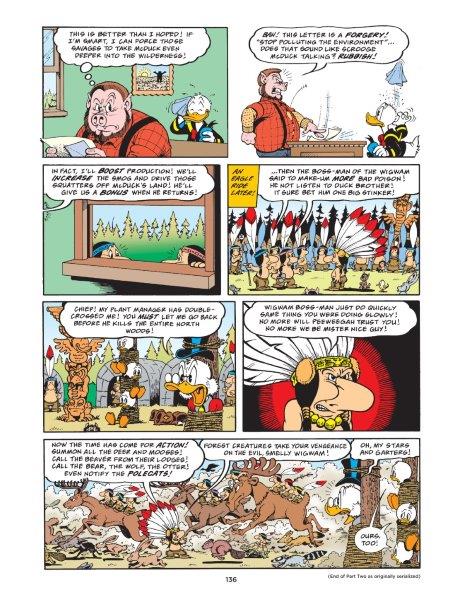 THIS IS BETTER THAN I HOPED! IF
I'M SMART, I CAN FORCE THOSE
SAVAGES TO TAKE M​cDUCK EVEN
DEEPER INTO THE WILDERNESS!
BAH! THIS LETTER IS A FORGERY!
"STOP POLLUTING THE ENVIRONMENT"....
DOES THAT SOUND LIKE SCROOGE
McDUCK TALKING? RUBBISH!
IN FACT, I'LL BOOST PRODUCTION! WE'LL
INCREASE THE SMOG AND DRIVE THOSE
SQUATTERS OFF McDUCK'S LAND! HE'LL
GIVE US A BONUS WHEN HE RETURNS!
AN
EAGLE
RIDE
LATER!
...THEN THE BOSS-MAN OF THE WIGWAM
SAID TO MAKE-UM MORE BAD POISON!
HE NOT LISTEN TO DUCK BROTHER!
IT SURE BET HIM ONE BIG STINKER!
CHIEF! MY PLANT MANAGER HAS DOUBLE-
CROSSED ME! YOU MUST LET ME GO BACK
BEFORE HE KILLS THE ENTIRE NORTH
WOODS!
WIGWAM BOSS-MAN JUST DO QUICKLY
SAME THING YOU WERE DOING SLOWLY!
NO MORE WILL PEEWEEGAH TRUST YOU!
NO MORE WE BE MISTER NICE GUY!
NOW THE TIME HAS COME FOR ACTION!
SUMMON ALL THE DEER AND MOOSES!
CALL THE BEAVER FROM THEIR LODGES!
CALL THE BEAR, THE WOLF, THE OTTER!
EVEN NOTIFY THE POLECATS!
FOREST CREATURES TAKE YOUR VENGEANCE
ON THE EVIL, SMELLY WIGWAM!
OH, MY STARS
AND GARTERS!
OURS,
TOO!
136
(End of Part Two as originally serialized)